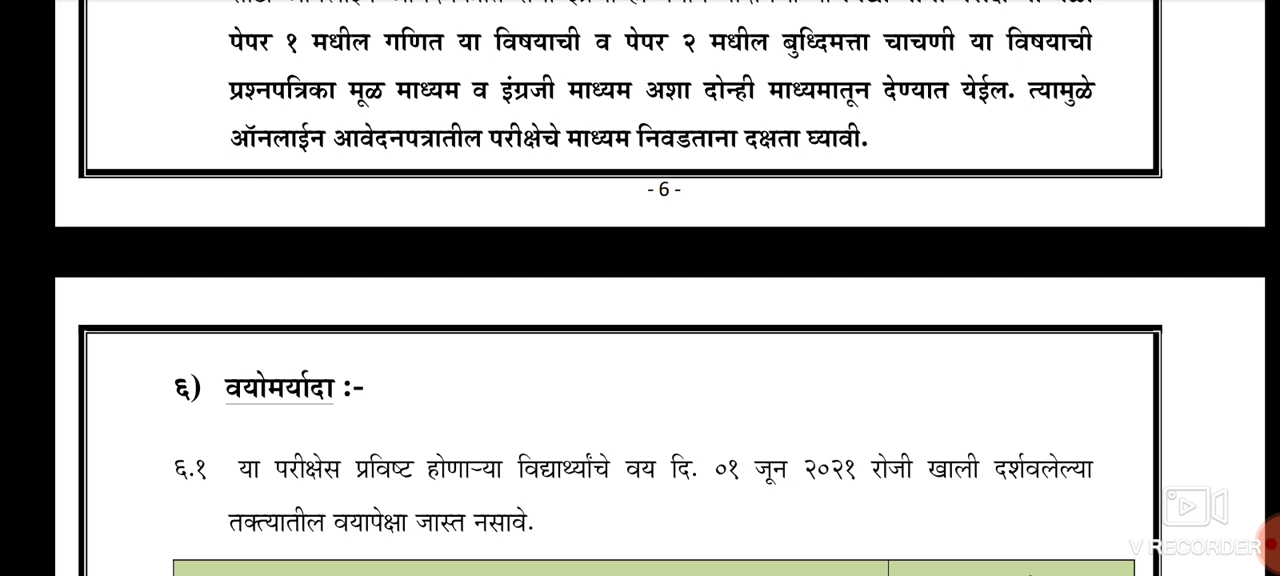 पेपर १ मधील गणित या विषयाची व पेपर २ मधील बुध्दिमत्ता चाचणी या विषयाची
प्रश्नपत्रिका मूळ माध्यम व इंग्रजी माध्यम अशा दोन्ही माध्यमातून देण्यात येईल. त्यामुळे
ऑनलाईन आवेदनपत्रातील परीक्षेचे माध्यम निवडताना दक्षता घ्यावी.
- 6 -
६) वयोमर्यादा :-
६.१ या परीक्षेस प्रविष्ट होणाऱ्या विद्यार्थ्यांचे वय दि. ०१ जून २०२१ रोजी खाली दर्शवलेल्या
तक्त्यातील वयापेक्षा जास्त नसावे.
V RECORDER